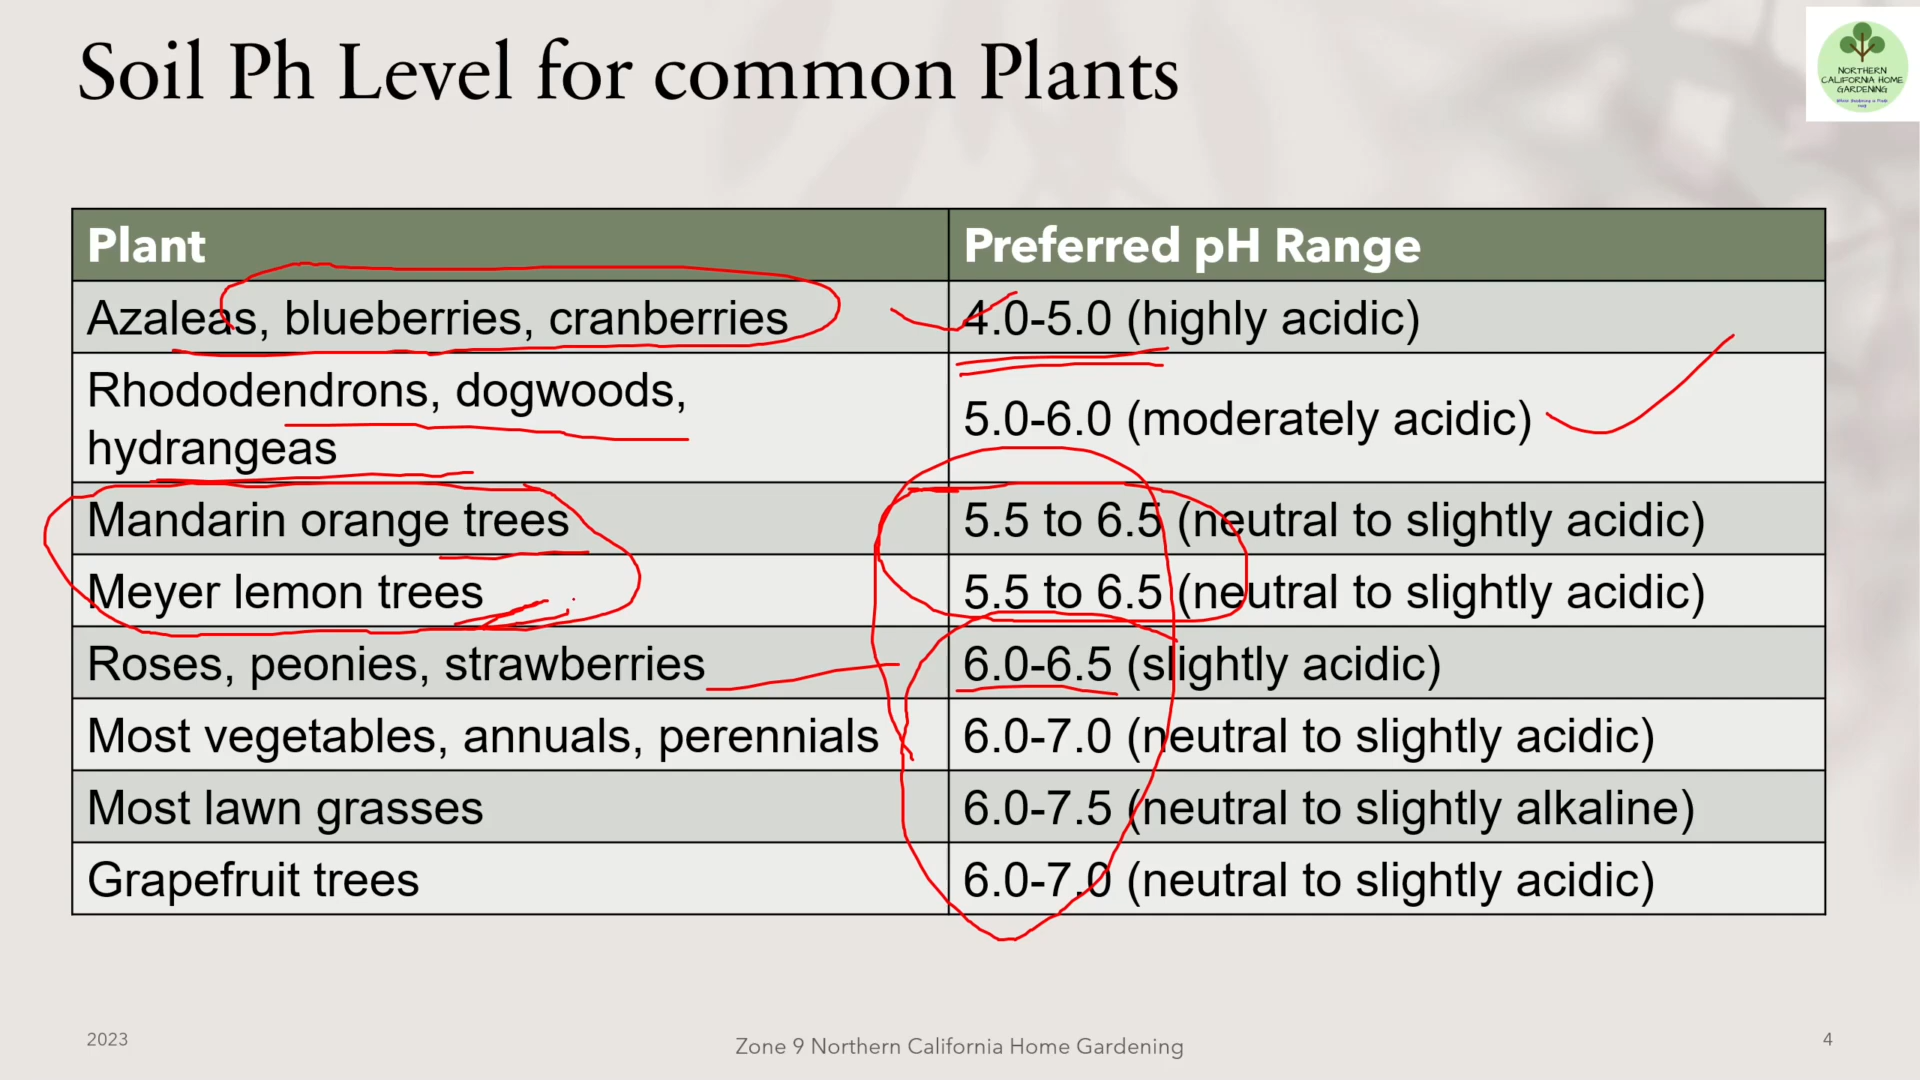 Soil Ph Level for common Plants
NORTHERN
CALIFORNIA HOME
GARDENING
Plant Preferred pH Range
Azaleas, blueberries, cranberries 4.0-5.0 (highly acidic)
Rhododendrons, dogwoods,
hydrangeas 5.0-6.0 (moderately acidic)
Mandarin orange trees 5.5 to 6.5 (neutral to slightly acidic)
Meyer lemon trees 5.5 to 6.5 (neutral to slightly acidic)
Roses, peonies, strawberries 6.0-6.5 (slightly acidic)
Most vegetables, annuals, perennials 6.0-7.0 (neutral to slightly acidic)
Most lawn grasses 6.0-7.5 (neutral to slightly alkaline)
Grapefruit trees 6.0-7.0 (neutral to slightly acidic)
2023
Zone 9 Northern California Home Gardening
4